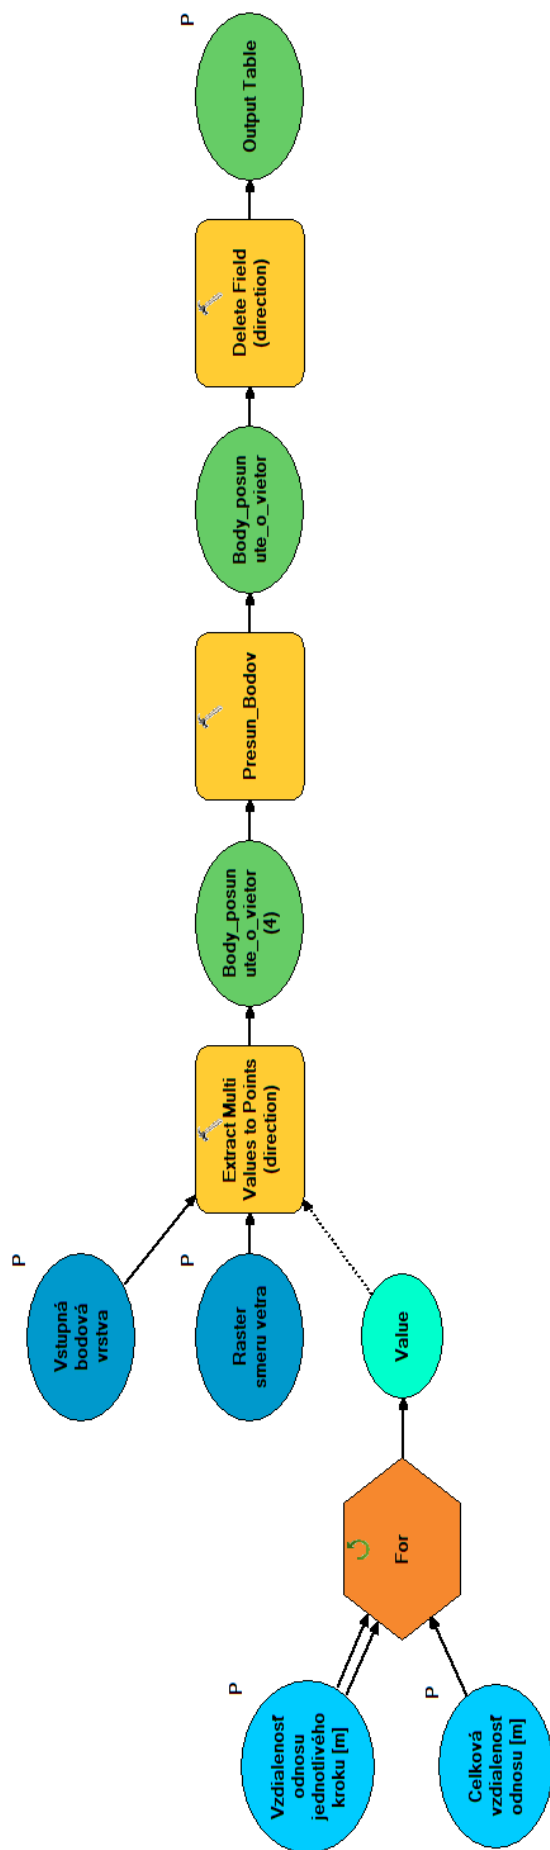 P
Vzdialenosť
odnosu
jednotlivého
kroku [m]
P
Celková
vzdialenosť
odnosu [m]
For
Value
P
Vstupná
bodová
vrstva
P
Raster
smeru vetra
Extract Multi
Values to Points
(direction)
Body_posun
ute_o_vietor
(4)
Presun_Bodov
Body_posun
ute_o_vietor
Delete Field
(direction)
P
Output Table